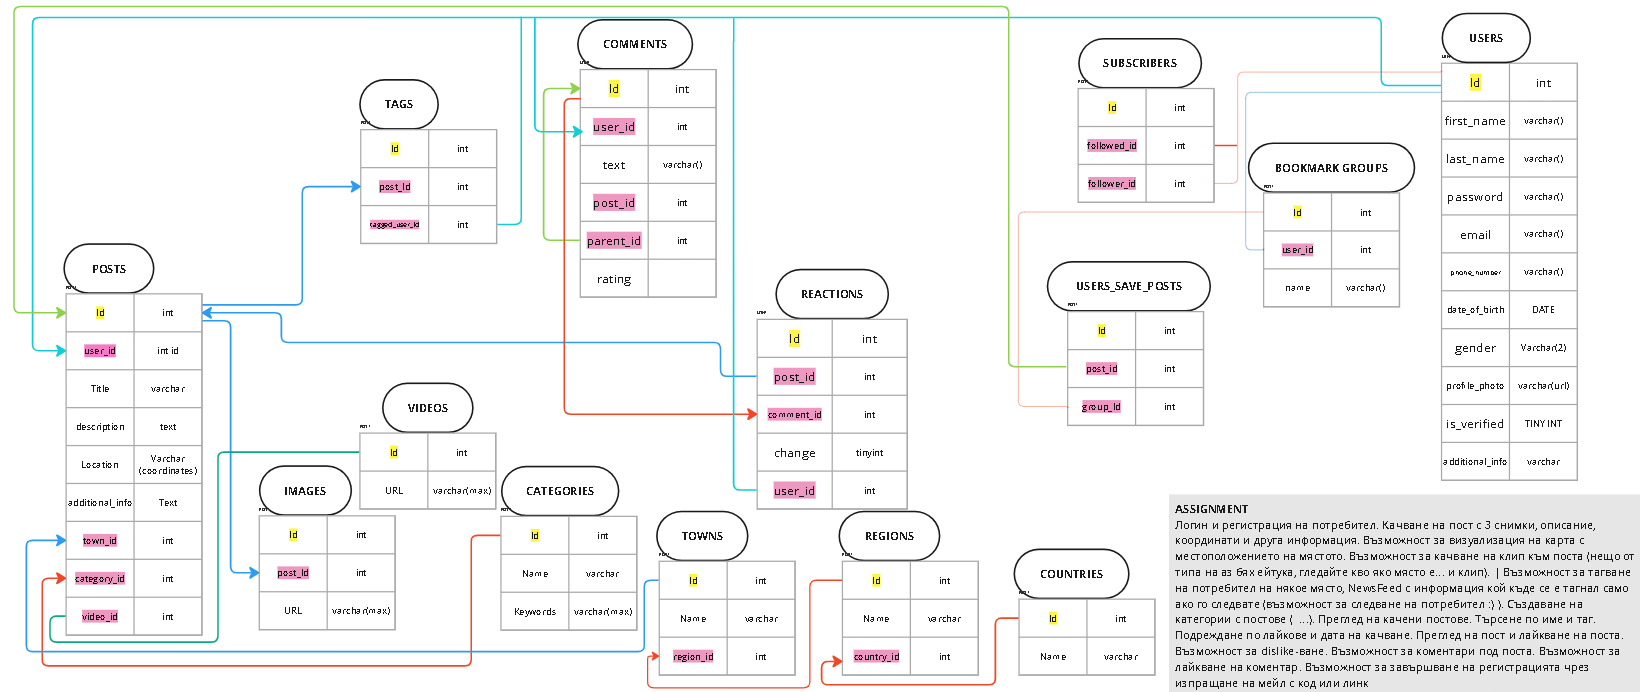 COMMENTS
Id int
user_id int
text varchar()
post_id int
parent_id int
rating
SUBSCRIBERS
Id int
followed_id int
follower_id int
USERS
Id int
first_name varchar()
last_name varchar()
password varchar()
email varchar()
phone_number varchar()
date_of_birth DATE
gender Varchar(2)
profile_photo varchar(url)
is_verified TINY INT
additional_info varchar
TAGS
Id int
post_Id int
tagged_user_Id int
BOOKMARK GROUPS
Id int
user_id int
name varchar()
POSTS
Id int
user_id int id
Title varchar
description text
Location Varchar
(coordinates)
additional_info Text
town_id int
category_id int
video_id int
REACTIONS
Id int
post_id int
comment_id int
change tinyint
user_id int
USERS_SAVE_POSTS
Id int
post_id int
group_Id int
VIDEOS
Id int
URL varchar(max)
IMAGES
Id int
post_Id int
URL varchar(max)
CATEGORIES
Id int
Name varchar
Keywords varchar(max)
TOWNS
Id int
Name varchar
region_id int
REGIONS
Id int
Name varchar
country_id int
COUNTRIES
Id int
Name varchar
ASSIGNMENT
Логин и регистрация на потребител. Качване на пост с 3 снимки, описание,
координати и друга информация. Възможност за визуализация на карта с
местоположението на мястото. Възможност за качване на клип към поста (нещо от
типа на аз бях ейтука, гледайте кво яко място е... и клип). | Възможност за тагване
на потребител на някое място, NewsFeed с информация кой къде се е тагнал само
ако го следвате (възможност за следване на потребител :) ). Създаване на
категории с постове ( ...). Преглед на качени постове. Търсене по име и таг.
Подреждане по лайкове и дата на качване. Преглед на пост и лайкване на поста.
Възможност за dislike-ване. Възможност за коментари под поста. Възможност за
лайкване на коментар. Възможност за завършване на регистрацията чрез
изпращане на мейл с код или линк